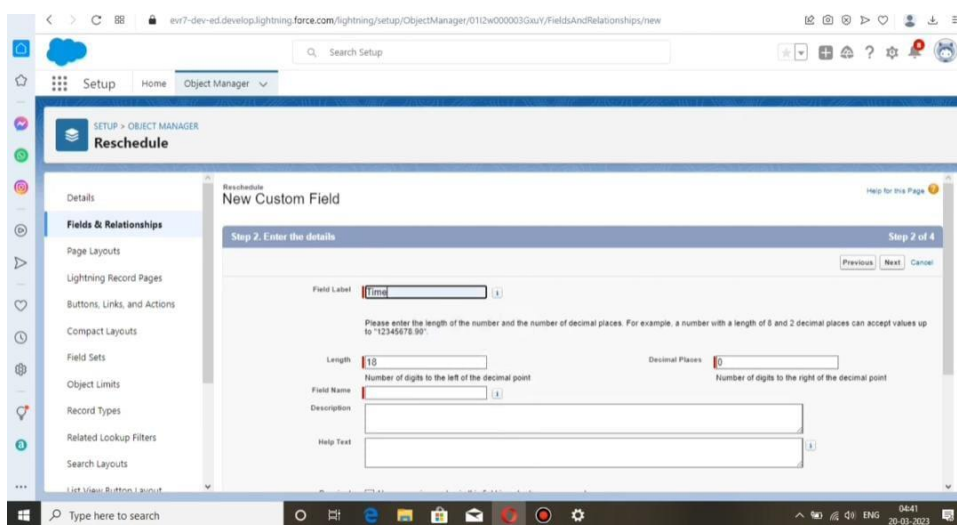 evr7-dev-ed.develop.lightning.force.com/lightning/setup/ObjectManager/01I2w000003GxuY/FieldsAndRelationships/new
Search Setup
Setup Home Object Manager
SETUP > OBJECT MANAGER
Reschedule
Details
Fields & Relationships
Page Layouts
Lightning Record Pages
Buttons, Links, and Actions
Compact Layouts
Field Sets
Object Limits
Record Types
Related Lookup Filters
Search Layouts
List View Button Layout
Reschedule
New Custom Field
Help for this Page
Step 2. Enter the details Step 2 of 4
Previous Next Cancel
Field Label Time
Please enter the length of the number and the number of decimal places. For example, a number with a length of 8 and 2 decimal places can accept values up
to "12345678.90".
Length 18 Decimal Places 0
Number of digits to the left of the decimal point Number of digits to the right of the decimal point
Field Name
Description
Help Text
Type here to search
ENG
04:41
20-03-2023